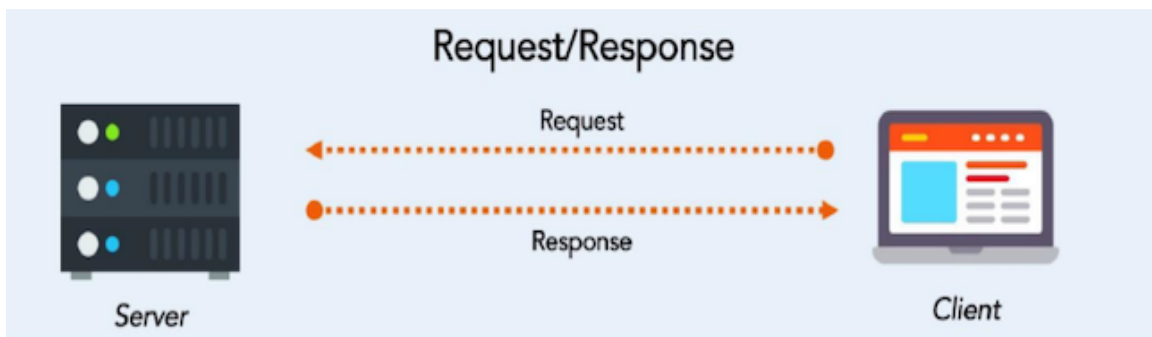 Request/Response
Request
Response
Server
Client